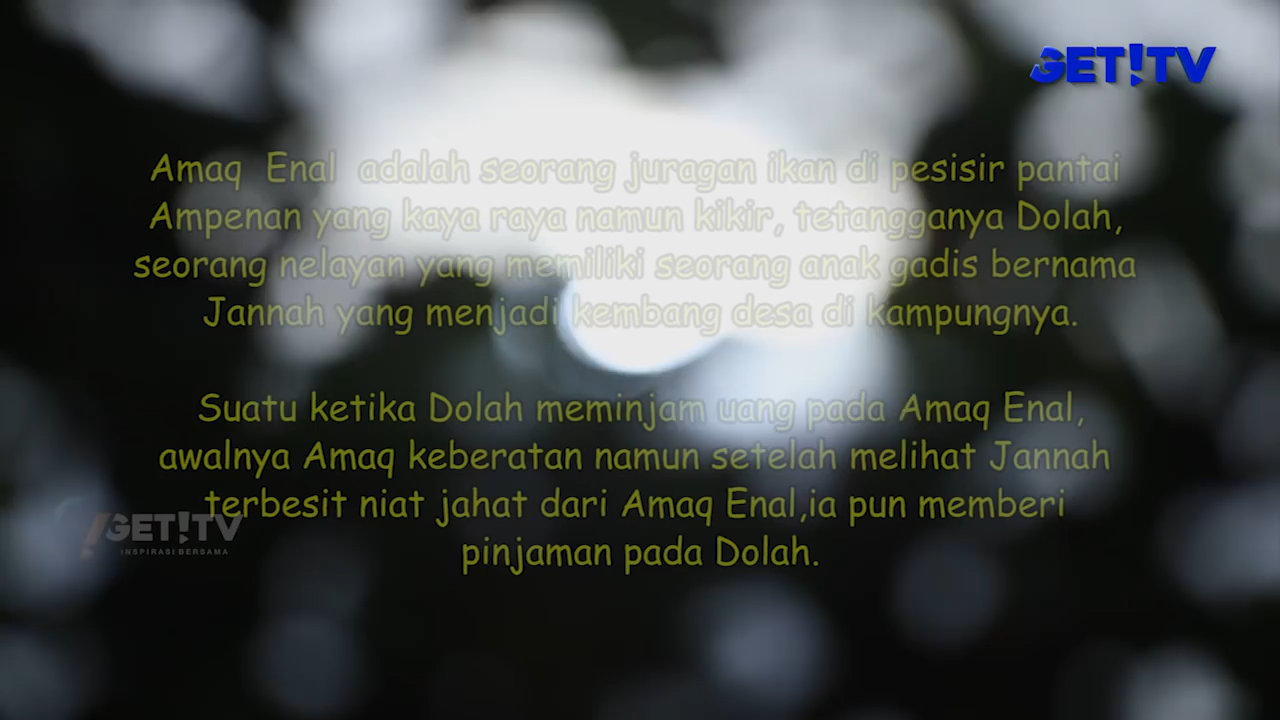 GET!TV
Amaq Enal adalah seorang juragan ikan di pesisir pantai
Ampenan yang kaya raya namun kikir, tetangganya Dolah,
seorang nelayan yang memiliki seorang anak gadis bernama
Jannah yang menjadi kembang desa di kampungnya.
Suatu ketika Dolah meminjam uang pada Amaq Enal,
awalnya Amaq keberatan namun setelah melihat Jannah
terbesit niat jahat dari Amaq Enal,ia pun memberi
pinjaman pada Dolah.
GET!TV
INSPIRASI BERSAMA